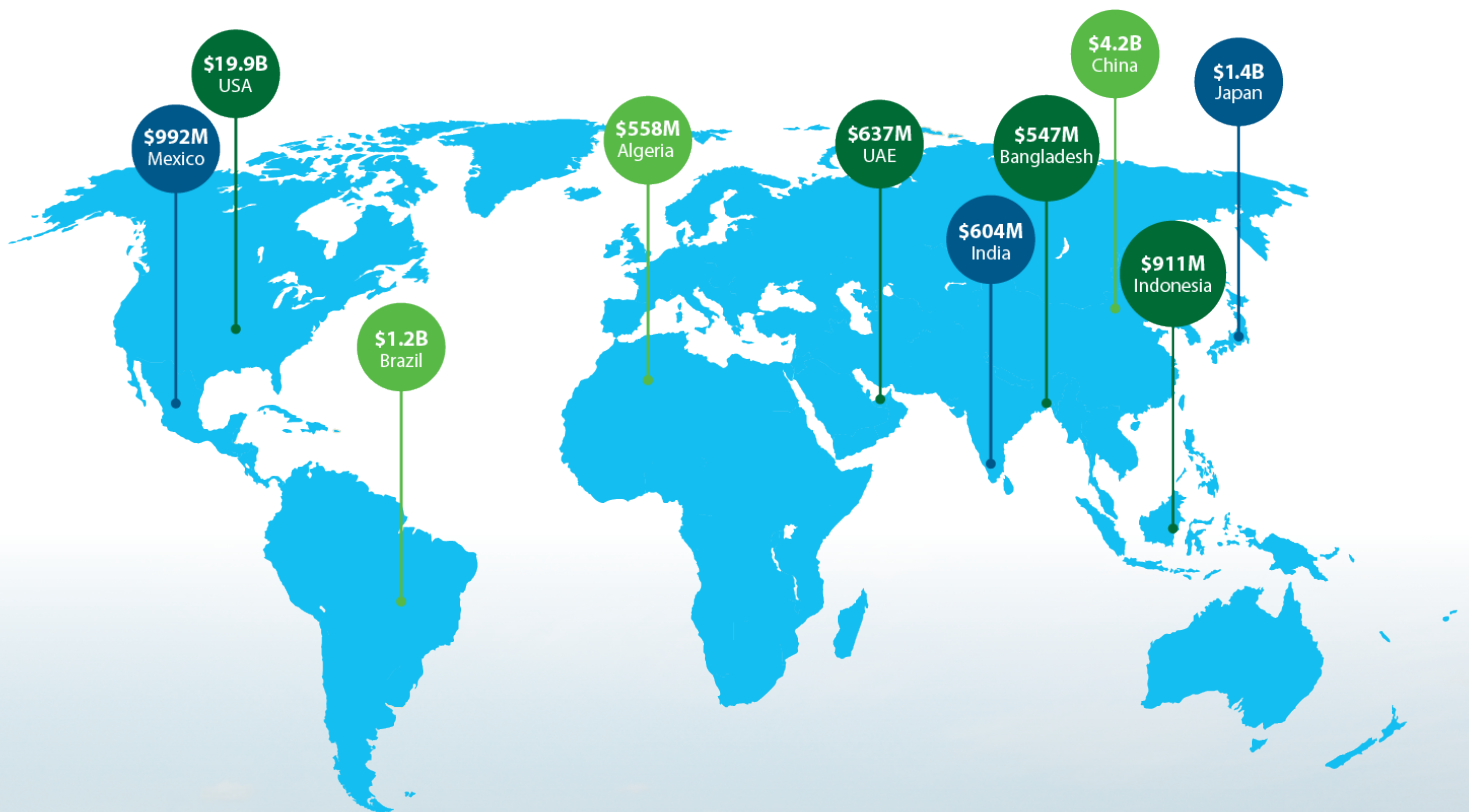 $19.9B
USA
$992M
Mexico
$1.2B
Brazil
$558M
Algeria
$637M
UAE
$604M
India
$547M
Bangladesh
$4.2B
China
$911M
Indonesia
$1.4B
Japan